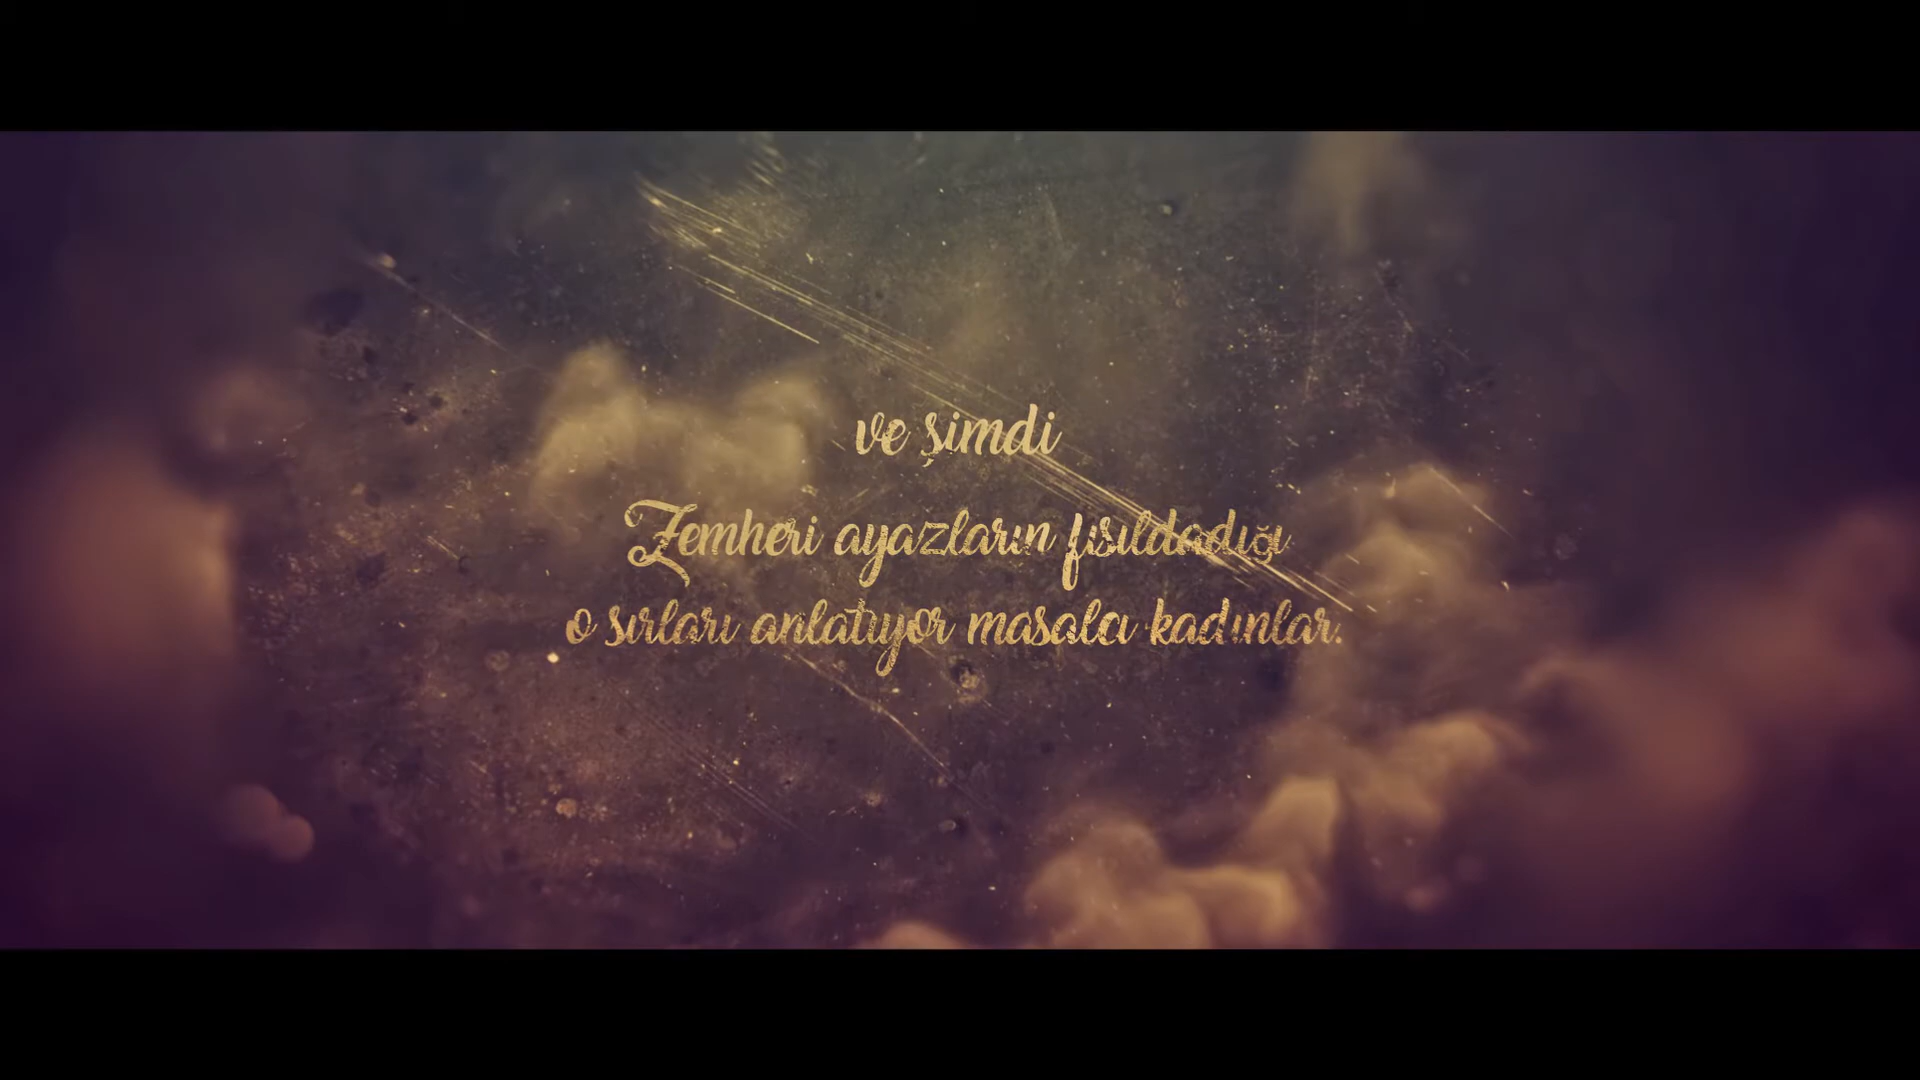 ve şimdi
Zemheri ayazların fısıldadığı
o sırları anlatıyor masalcı kadınlar.